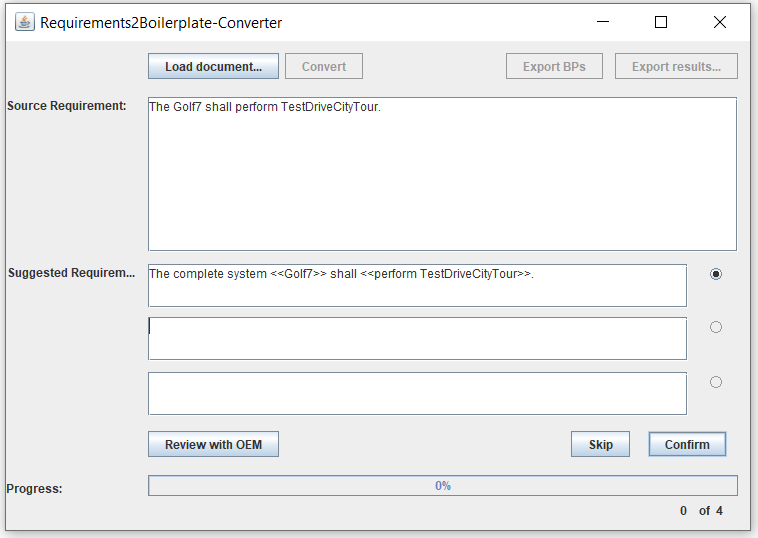 Requirements2Boilerplate-Converter
Load document... Convert Export BPs Export results...
Source Requirement: The Golf7 shall perform TestDriveCityTour.
Suggested Requirem... The complete system <<Golf7>> shall <<perform TestDriveCityTour>>.
Review with OEM Skip Confirm
Progress: 0%
0 of 4